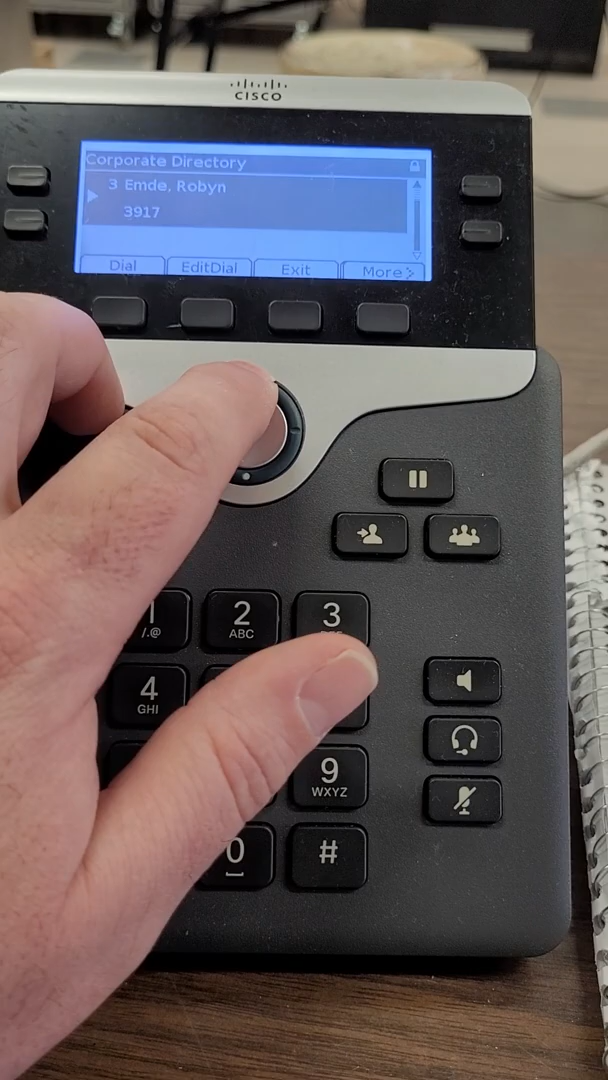 CISCO
Corporate Directory
3 Emde, Robyn
3917
Dial EditDial Exit More
1 2 3
/.@ ABC
4
GHI
9
WXYZ
0 #